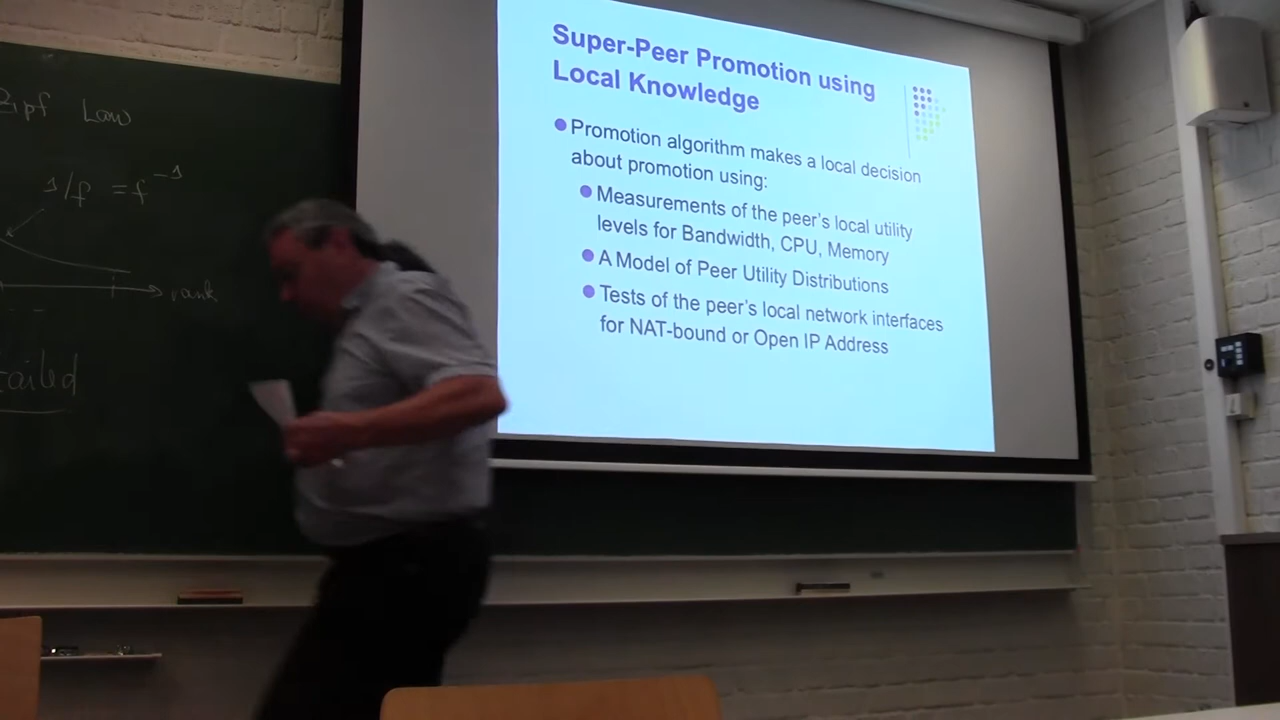 Zipf Law
1/f = f⁻¹
rank
tailed
Super-Peer Promotion using
Local Knowledge
Promotion algorithm makes a local decision
about promotion using:
Measurements of the peer's local utility
levels for Bandwidth, CPU, Memory
A Model of Peer Utility Distributions
Tests of the peer's local network interfaces
for NAT-bound or Open IP Address